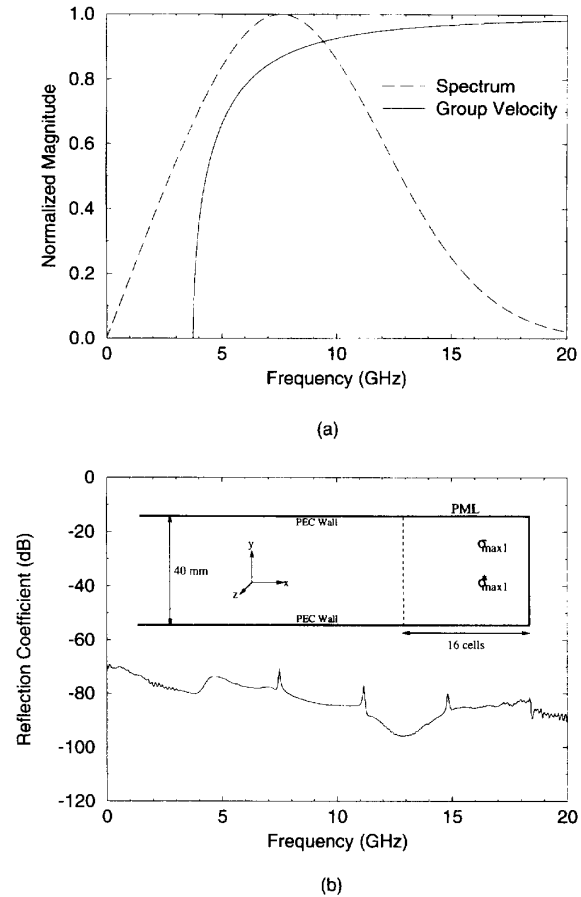 1.0
0.8
0.6
0.4
0.2
0.0
Normalized Magnitude
Spectrum
Group Velocity
0 5 10 15 20
Frequency (GHz)
(a)
0
-20
-40
-60
-80
-100
-120
Reflection Coefficient (dB)
PML
PEC Wall
σmax1
σ*max1
40 mm
y
x
z
PEC Wall
16 cells
0 5 10 15 20
Frequency (GHz)
(b)